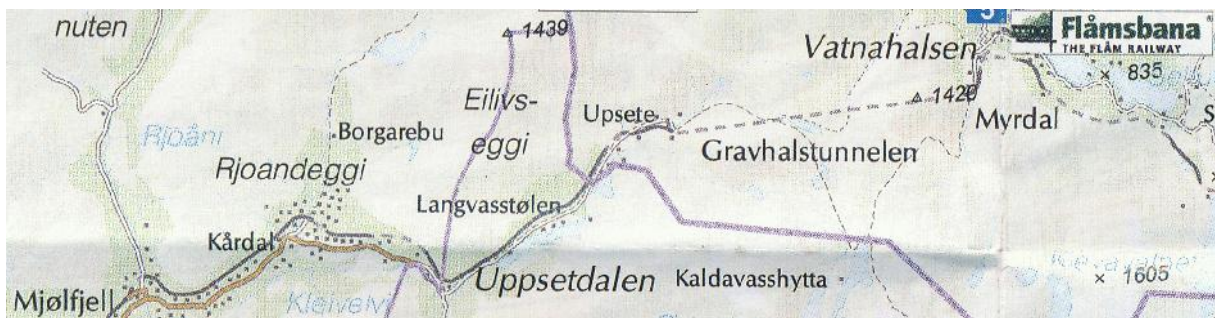 nuten
1439
5
Flåmsbana
THE FLÅM RAILWAY
Vatnahalsen
835
Eilivs-
eggi
1420
Upsete
Myrdal
S
Rjoåni
Borgarebu
Rjoandeggi
Gravhalstunnelen
Langvasstølen
Kårdal
Uppsetdalen
Kaldavasshytta
1605
Mjølfjell
Kleivelvi